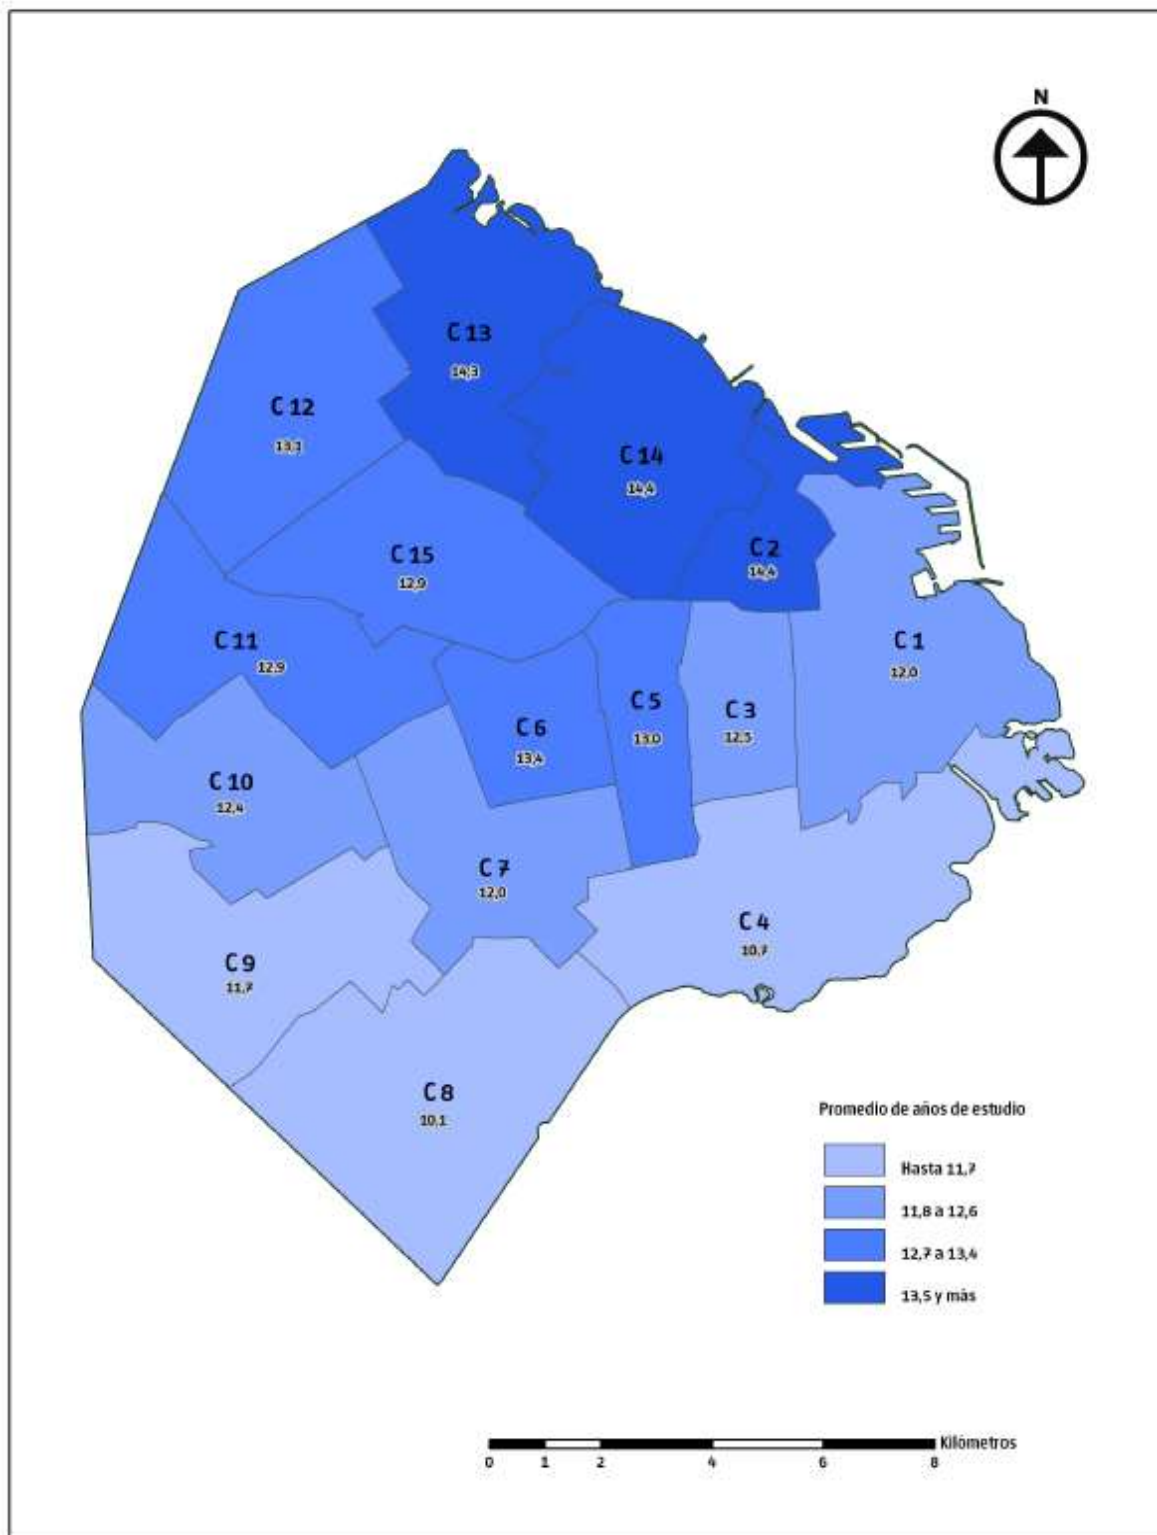 N
C 13
14,3
C 12
13,1
C 14
14,4
C 2
14,4
C 15
12,9
C 11
12,9
C 1
12,0
C 5
13,0
C 3
12,5
C 6
13,4
C 10
12,4
C 7
12,0
C 4
10,7
C 9
11,7
C 8
10,1
Promedio de años de estudio
Hasta 11,7
11,8 a 12,6
12,7 a 13,4
13,5 y más
Kilómetros
0 1 2 4 6 8